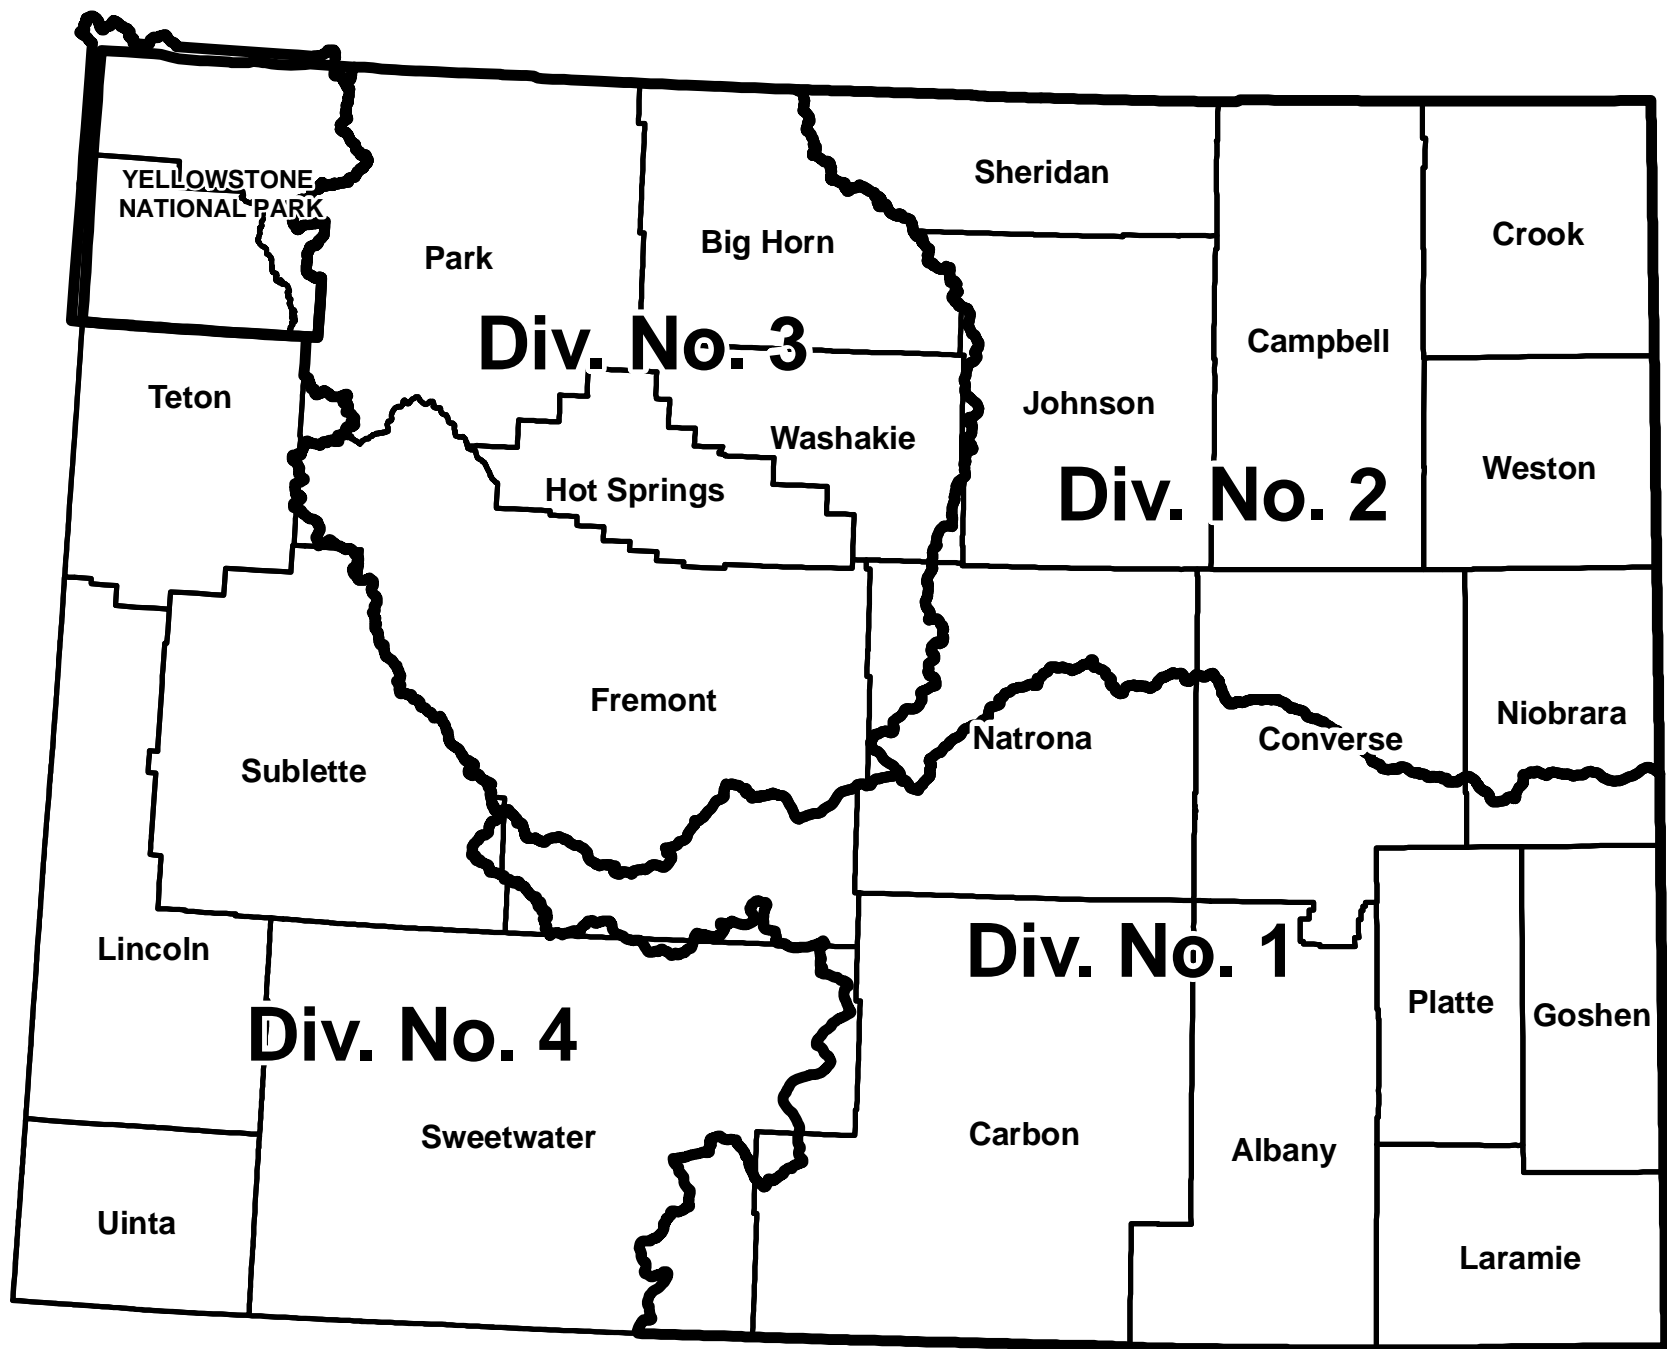 Sheridan
YELLOWSTONE
NATIONAL PARK
Crook
Big Horn
Park
Div. No. 3
Campbell
Teton
Johnson
Washakie
Weston
Hot Springs
Div. No. 2
Fremont
Niobrara
Natrona
Converse
Sublette
Lincoln
Div. No. 1
Platte
Goshen
Div. No. 4
Sweetwater
Carbon
Albany
Uinta
Laramie